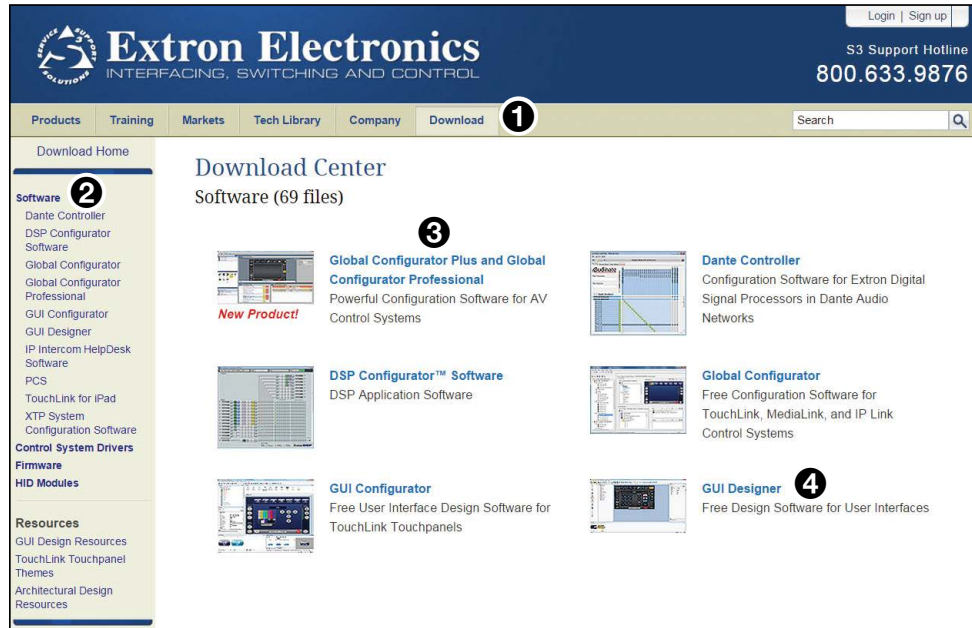 Login | Sign up
SERVICE SUPPORT SOLUTIONS
Extron Electronics
INTERFACING, SWITCHING AND CONTROL
S3 Support Hotline
800.633.9876
Products Training Markets Tech Library Company Download 1 Search
Download Home
Software 2
Dante Controller
DSP Configurator
Software
Global Configurator
Global Configurator
Professional
GUI Configurator
GUI Designer
IP Intercom HelpDesk
Software
PCS
TouchLink for iPad
XTP System
Configuration Software
Control System Drivers
Firmware
HID Modules
Resources
GUI Design Resources
TouchLink Touchpanel
Themes
Architectural Design
Resources
Download Center
Software (69 files)
3
Global Configurator Plus and Global
Configurator Professional
Powerful Configuration Software for AV
Control Systems
New Product!
Audinate
Dante Controller
Configuration Software for Extron Digital
Signal Processors in Dante Audio
Networks
DSP Configurator™ Software
DSP Application Software
Global Configurator
Free Configuration Software for
TouchLink, MediaLink, and IP Link
Control Systems
GUI Configurator
Free User Interface Design Software for
TouchLink Touchpanels
GUI Designer 4
Free Design Software for User Interfaces